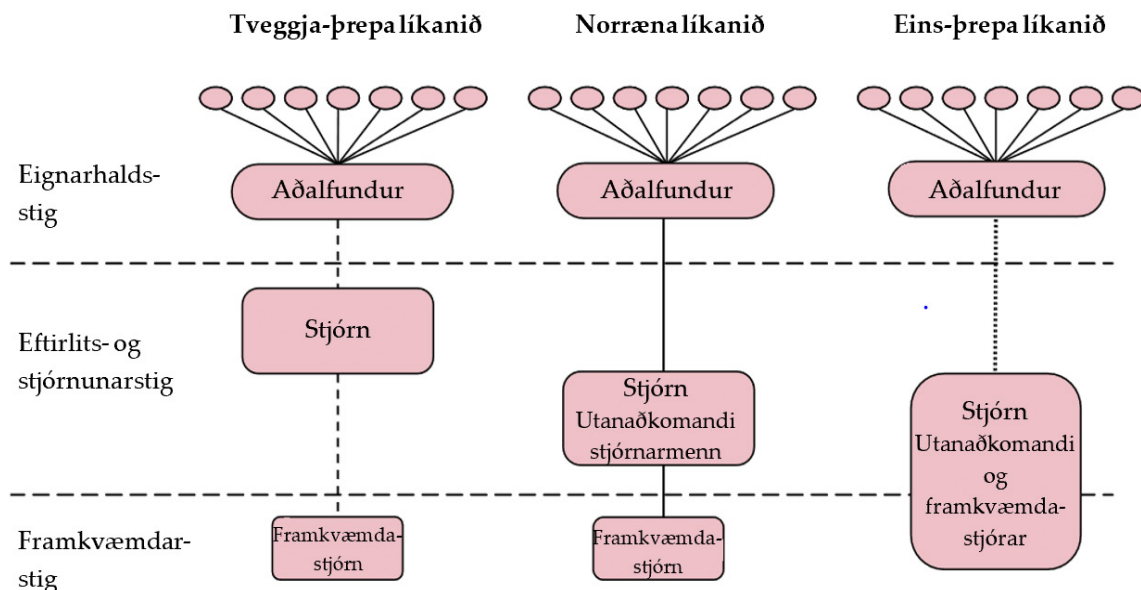 Tveggja-þrepa líkanið
Norræna líkanið
Eins-þrepa líkanið
Eignarhalds-
stig
Aðalfundur
Aðalfundur
Aðalfundur
Eftirlits- og
stjórnunarstig
Stjórn
Stjórn
Utanaðkomandi
stjórnarmenn
Stjórn
Utanaðkomandi
og
framkvæmda-
stjórar
Framkvæmdar-
stig
Framkvæmda-
stjórn
Framkvæmda-
stjórn